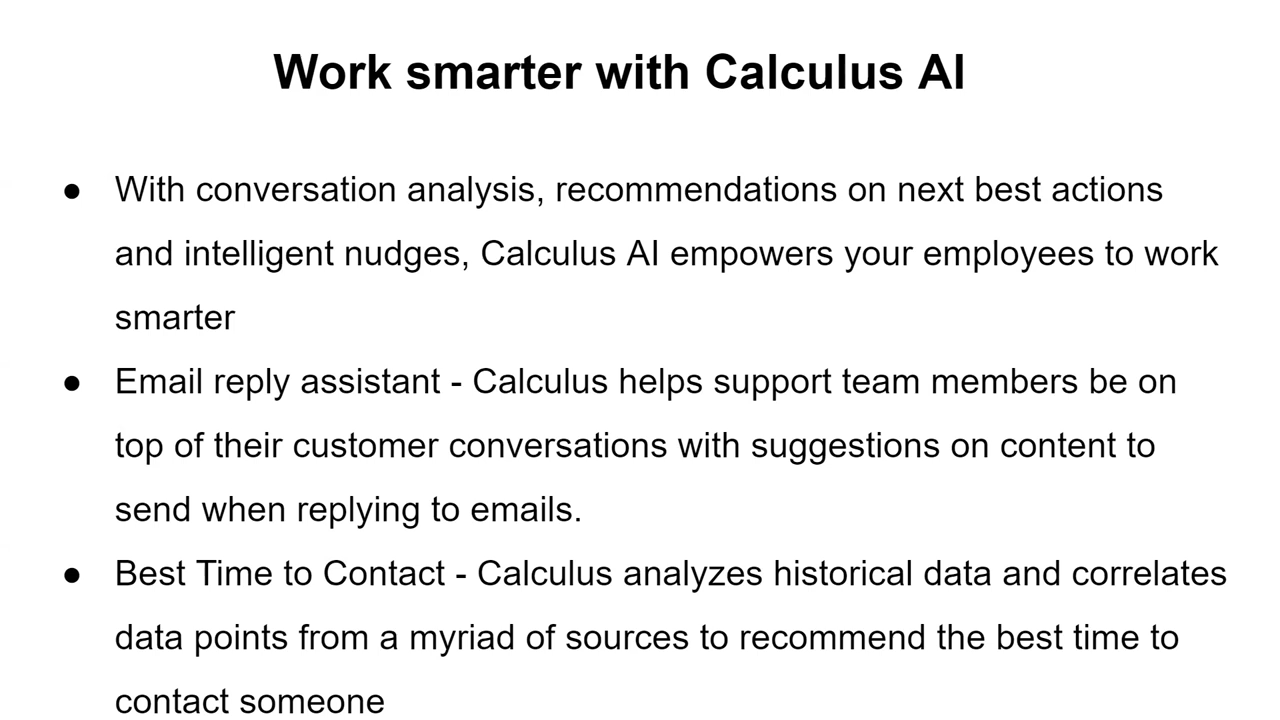 Work smarter with Calculus AI
● With conversation analysis, recommendations on next best actions
and intelligent nudges, Calculus AI empowers your employees to work
smarter
● Email reply assistant - Calculus helps support team members be on
top of their customer conversations with suggestions on content to
send when replying to emails.
● Best Time to Contact - Calculus analyzes historical data and correlates
data points from a myriad of sources to recommend the best time to
contact someone